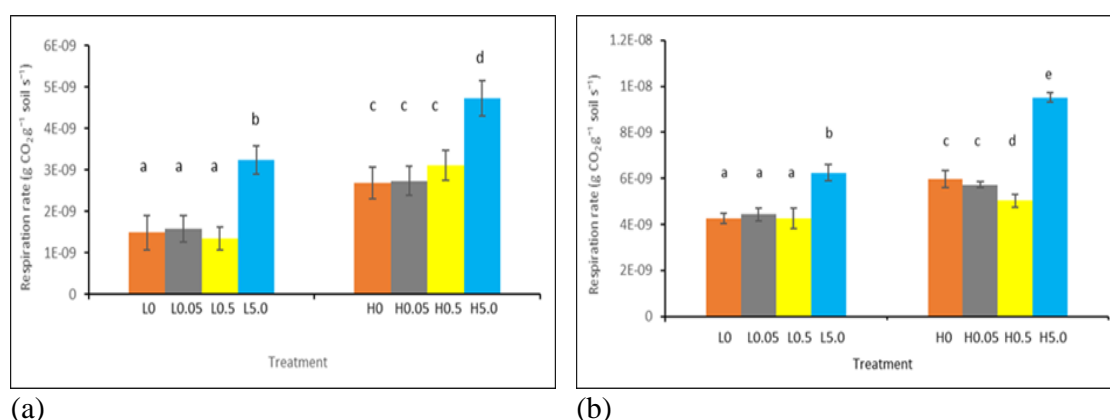 Respiration rate (g CO₂g⁻¹ soil s⁻¹)
6E-09
5E-09
4E-09
3E-09
2E-09
1E-09
0
a
a
a
b
c
c
c
d
L0 L0.05 L0.5 L5.0 H0 H0.05 H0.5 H5.0
Treatment
(a)
Respiration rate (g CO₂g⁻¹ soil s⁻¹)
1.2E-08
1E-08
8E-09
6E-09
4E-09
2E-09
0
a
a
a
b
c
c
d
e
L0 L0.05 L0.5 L5.0 H0 H0.05 H0.5 H5.0
Treatment
(b)